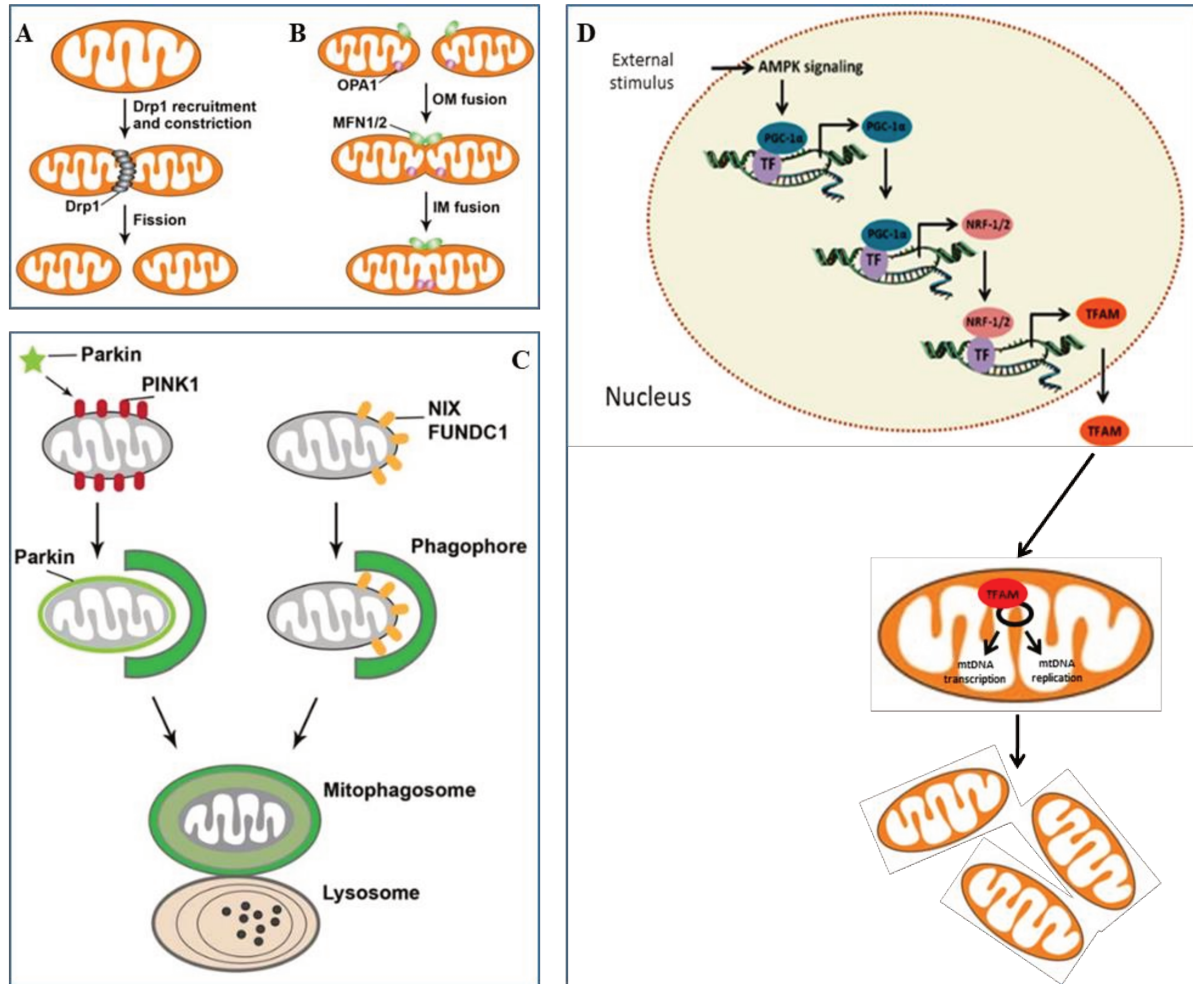 A
Drp1 recruitment
and constriction
Drp1
Fission
B
OPA1
OM fusion
MFN1/2
IM fusion
C
Parkin
PINK1
NIX
FUNDC1
Parkin
Phagophore
Mitophagosome
Lysosome
D
External
stimulus
AMPK signaling
PGC-1α
TF
PGC-1α
PGC-1α
TF
NRF-1/2
NRF-1/2
TF
TFAM
Nucleus
TFAM
TFAM
mtDNA
transcription
mtDNA
replication